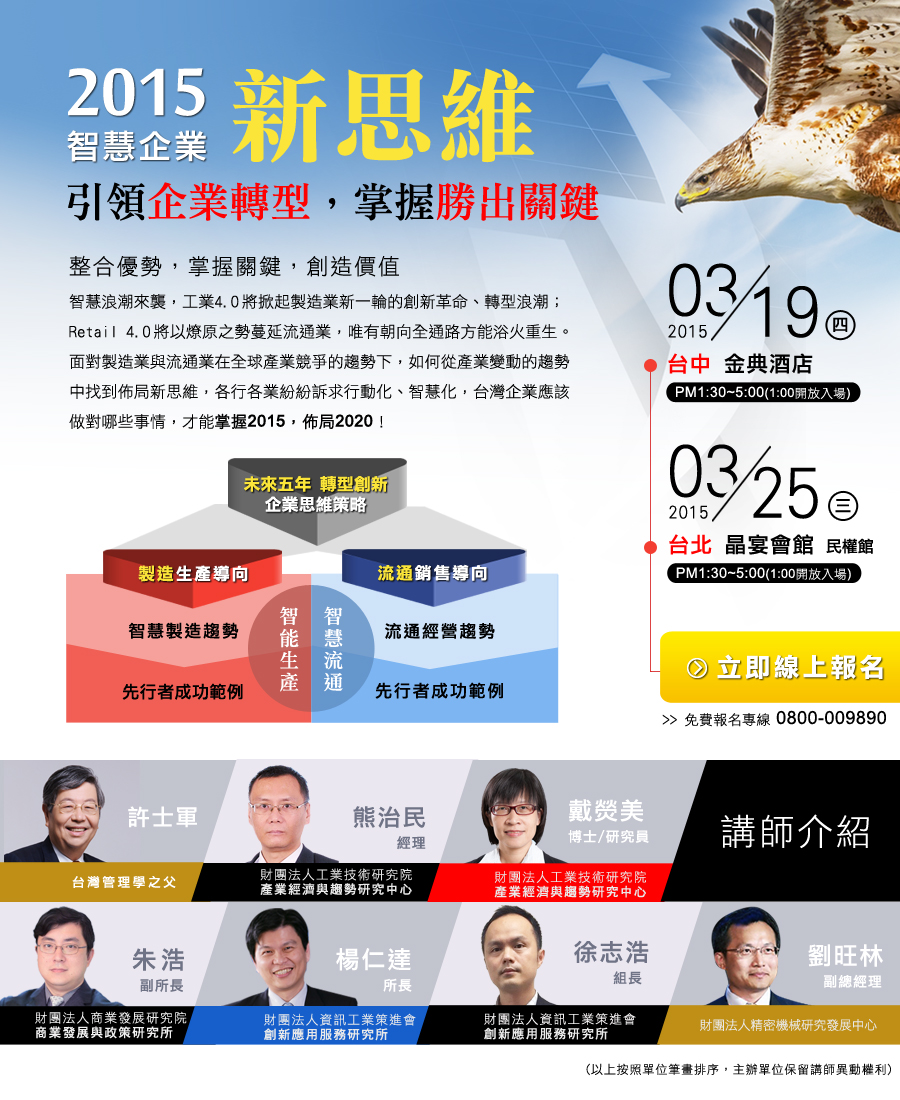 2015
智慧企業
新思維
引領企業轉型，掌握勝出關鍵
整合優勢，掌握關鍵，創造價值
智慧浪潮來襲，工業4.0將掀起製造業新一輪的創新革命、轉型浪潮；
Retail 4.0將以燎原之勢蔓延流通業，唯有朝向全通路方能浴火重生。
面對製造業與流通業在全球產業競爭的趨勢下，如何從產業變動的趨勢
中找到佈局新思維，各行各業紛紛訴求行動化、智慧化，台灣企業應該
做對哪些事情，才能掌握2015，佈局2020！
03/19
2015
四
台中 金典酒店
PM1:30~5:00(1:00開放入場)
03/25
2015
三
台北 晶宴會館 民權館
PM1:30~5:00(1:00開放入場)
立即線上報名
>> 免費報名專線 0800-009890
未來五年 轉型創新
企業思維策略
製造生產導向
流通銷售導向
智慧製造趨勢
先行者成功範例
智能生產
智慧流通
流通經營趨勢
先行者成功範例
許士軍
台灣管理學之父
熊治民
經理
財團法人工業技術研究院
產業經濟與趨勢研究中心
戴熒美
博士/研究員
財團法人工業技術研究院
產業經濟與趨勢研究中心
講師介紹
朱浩
副所長
財團法人商業發展研究院
商業發展與政策研究所
楊仁達
所長
財團法人資訊工業策進會
創新應用服務研究所
徐志浩
組長
財團法人資訊工業策進會
創新應用服務研究所
劉旺林
副總經理
財團法人精密機械研究發展中心
(以上按照單位筆畫排序，主辦單位保留講師異動權利)